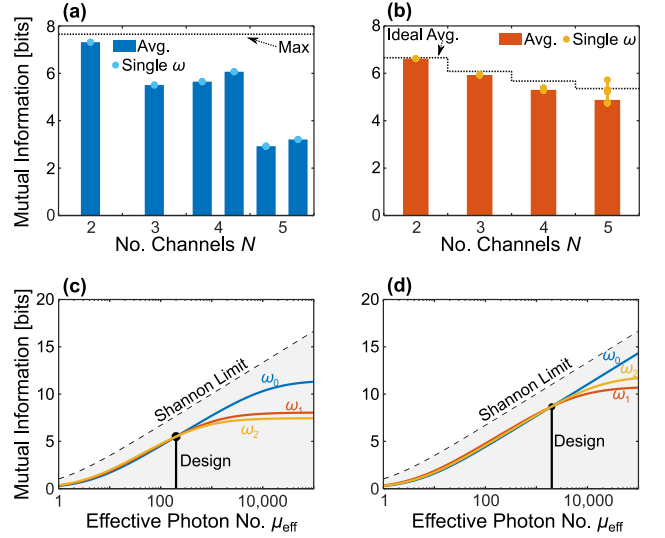 (a)
(b)
8
6
4
2
0
Mutual Information [bits]
Avg.
Single ω
Max
2
3
4
5
No. Channels N
8
6
4
2
0
Ideal Avg.
Avg.
Single ω
2
3
4
5
No. Channels N
(c)
(d)
20
15
10
5
0
Mutual Information [bits]
Shannon Limit
ω0
ω1
ω2
Design
1
100
10,000
Effective Photon No. μeff
20
15
10
5
0
Shannon Limit
ω0
ω2
ω1
Design
1
100
10,000
Effective Photon No. μeff